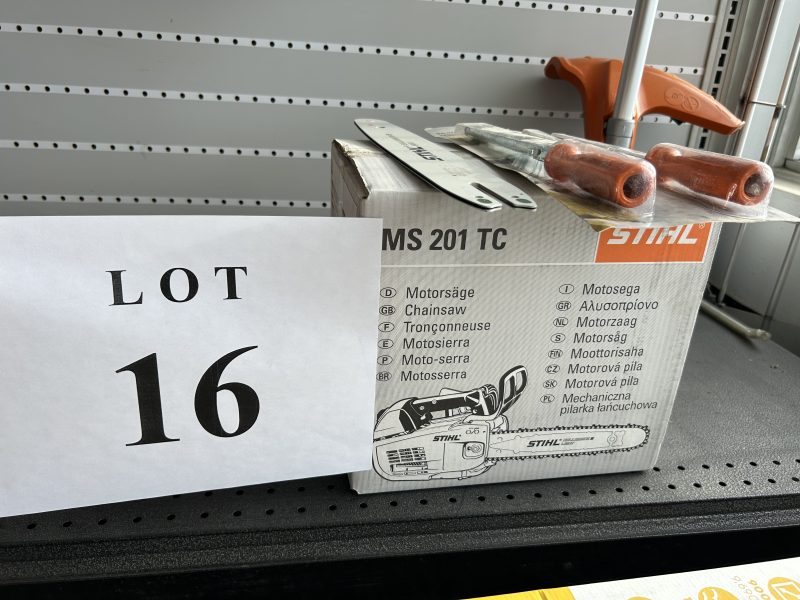 LOT
16
MS 201 TC
STIHL
D Motorsäge
GB Chainsaw
F Tronçonneuse
E Motosierra
P Moto-serra
BR Motosserra
I Motosega
GR Αλυσοπρίονο
NL Motorzaag
S Motorsåg
FIN Moottorisaha
CZ Motorová pila
SK Motorová píla
PL Mechaniczna
pilarka łańcuchowa
STIHL
STIHL
STIHL